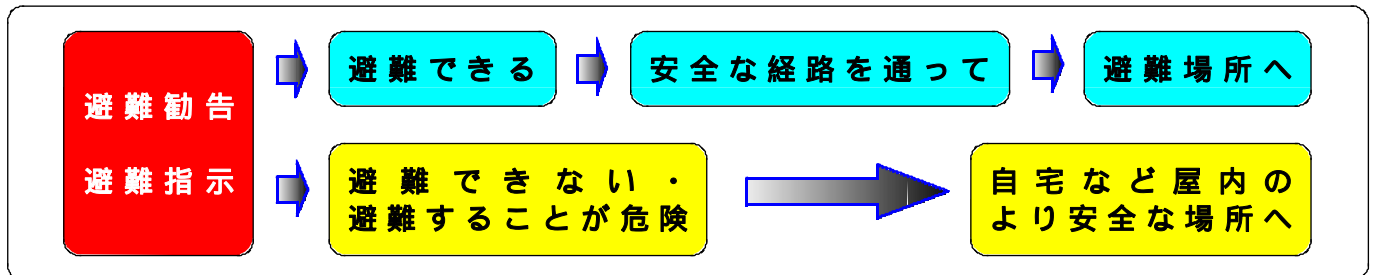 避難勧告
避難指示
避難できる
安全な経路を通って
避難場所へ
避難できない・
避難することが危険
自宅など屋内の
より安全な場所へ